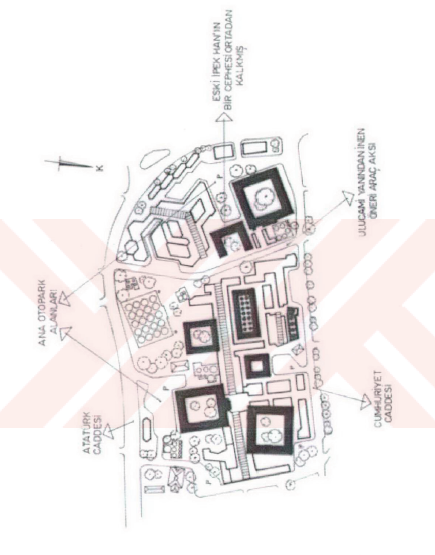 ESKİ İPEK HAN'IN
BİR CEPHESİ ORTADAN
KALKMIŞ
K
ANA OTOPARK
ALANLARI
ULUCAMİ YANINDAN İNEN
ÖNERİ ARAÇ AKSI
ATATÜRK
CADDESİ
CUMHURİYET
CADDESİ
P
P
P
P
P